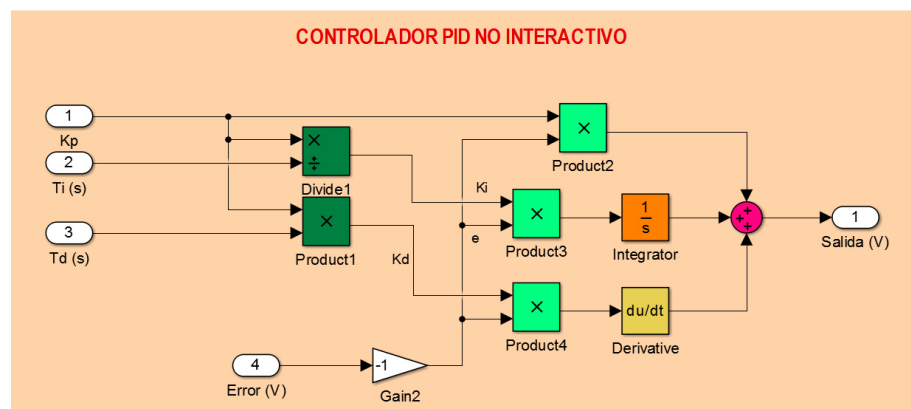 CONTROLADOR PID NO INTERACTIVO
1
Kp
2
Ti (s)
3
Td (s)
×
÷
Divide1
×
Product1
Ki
e
Kd
×
Product2
×
Product3
×
Product4
1
s
Integrator
du/dt
Derivative
+
+
+
1
Salida (V)
4
Error (V)
-1
Gain2